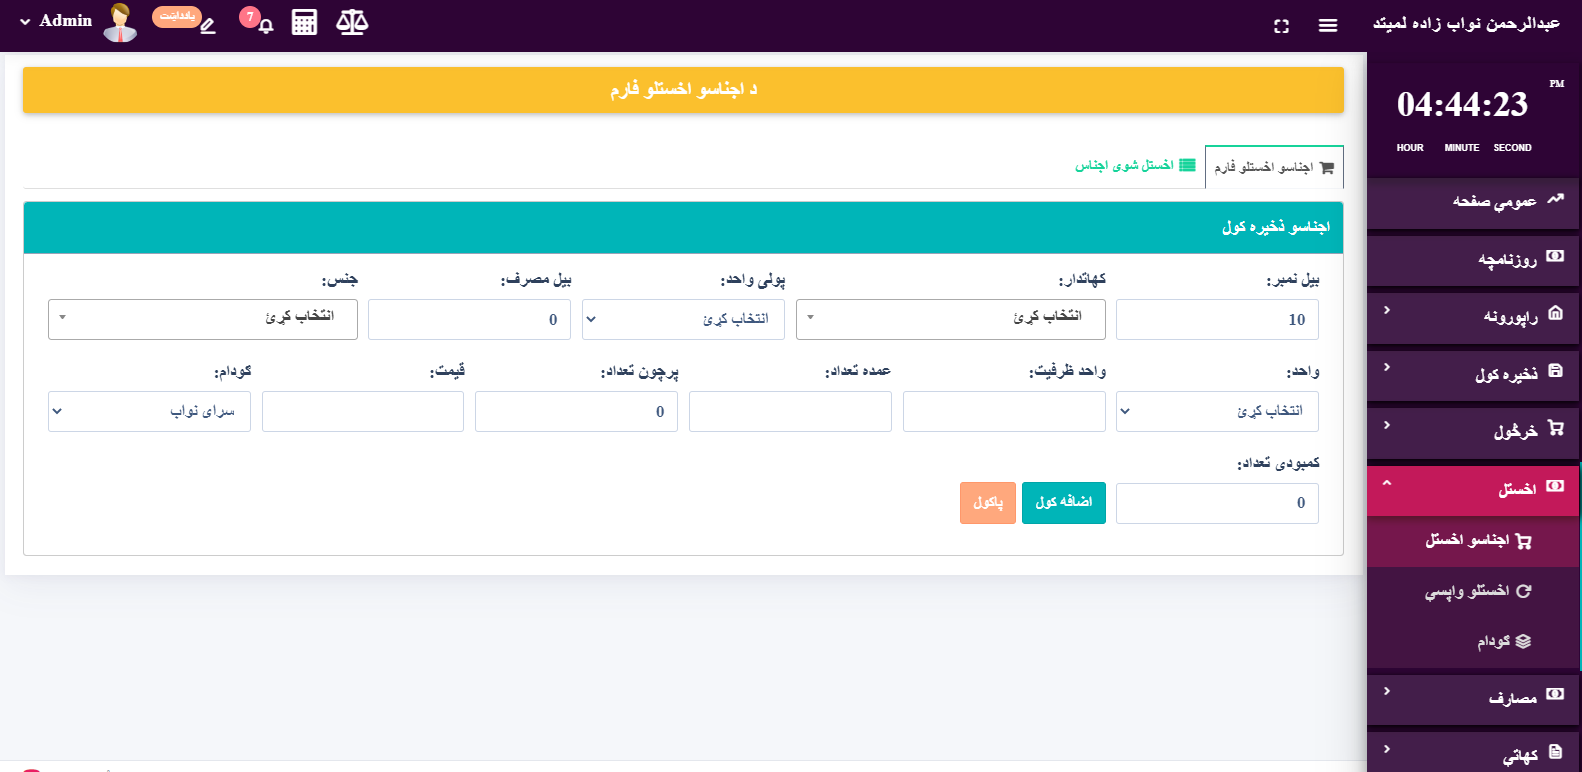 عبدالرحمن نواب زاده لمیتد
یادداښت
7
Admin
PM
04:44:23
HOUR MINUTE SECOND
عمومي صفحه
روزنامچه
راپورونه
ذخیره کول
خرڅول
اخستل
اجناسو اخستل
اخستلو واپسي
ګودام
مصارف
کهاتې
د اجناسو اخستلو فارم
اجناسو اخستلو فارم
اخستل شوی اجناس
اجناسو ذخیره کول
بیل نمبر: کهاتدار: پولی واحد: بیل مصرف: جنس:
10 انتخاب کړئ انتخاب کړئ 0 انتخاب کړئ
واحد: واحد ظرفیت: عمده تعداد: پرچون تعداد: قیمت: ګودام:
انتخاب کړئ 0 سرای نواب
کمبودی تعداد:
0 اضافه کول پاکول